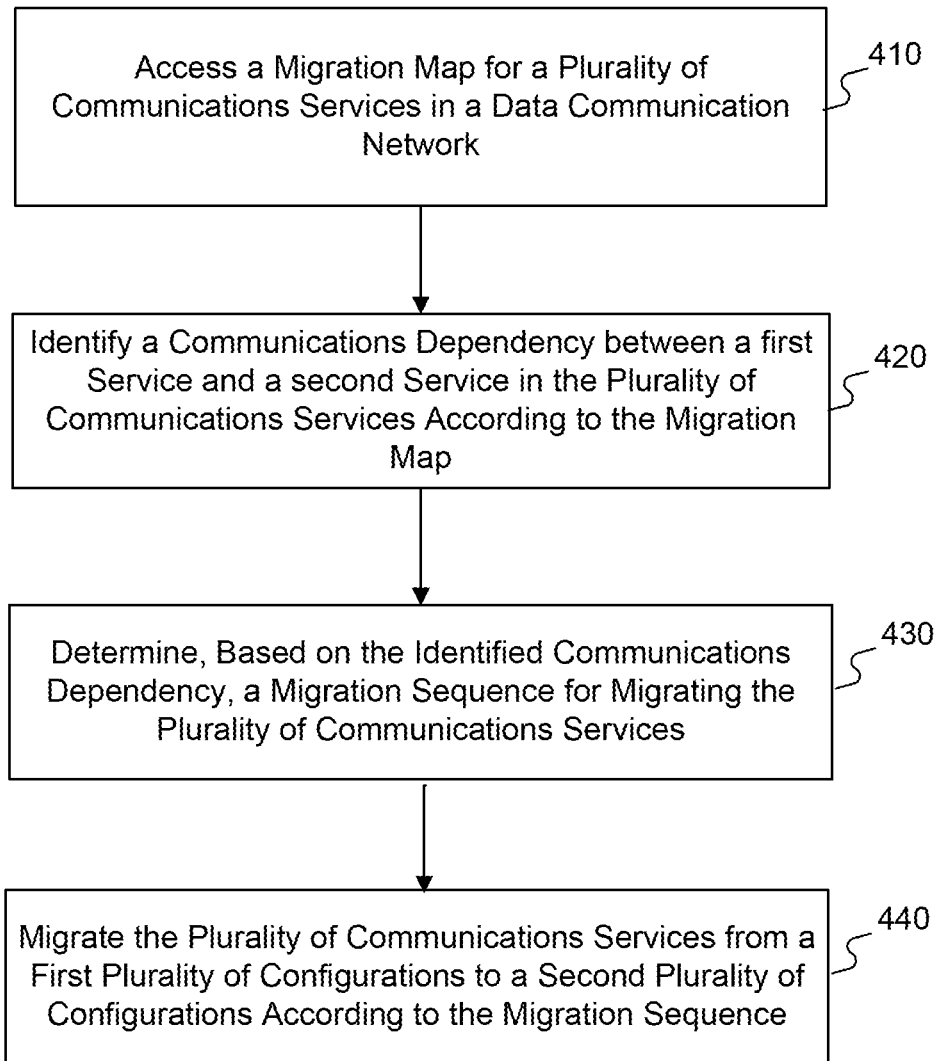 Access a Migration Map for a Plurality of
Communications Services in a Data Communication
Network
410
Identify a Communications Dependency between a first
Service and a second Service in the Plurality of
Communications Services According to the Migration
Map
420
Determine, Based on the Identified Communications
Dependency, a Migration Sequence for Migrating the
Plurality of Communications Services
430
Migrate the Plurality of Communications Services from a
First Plurality of Configurations to a Second Plurality of
Configurations According to the Migration Sequence
440